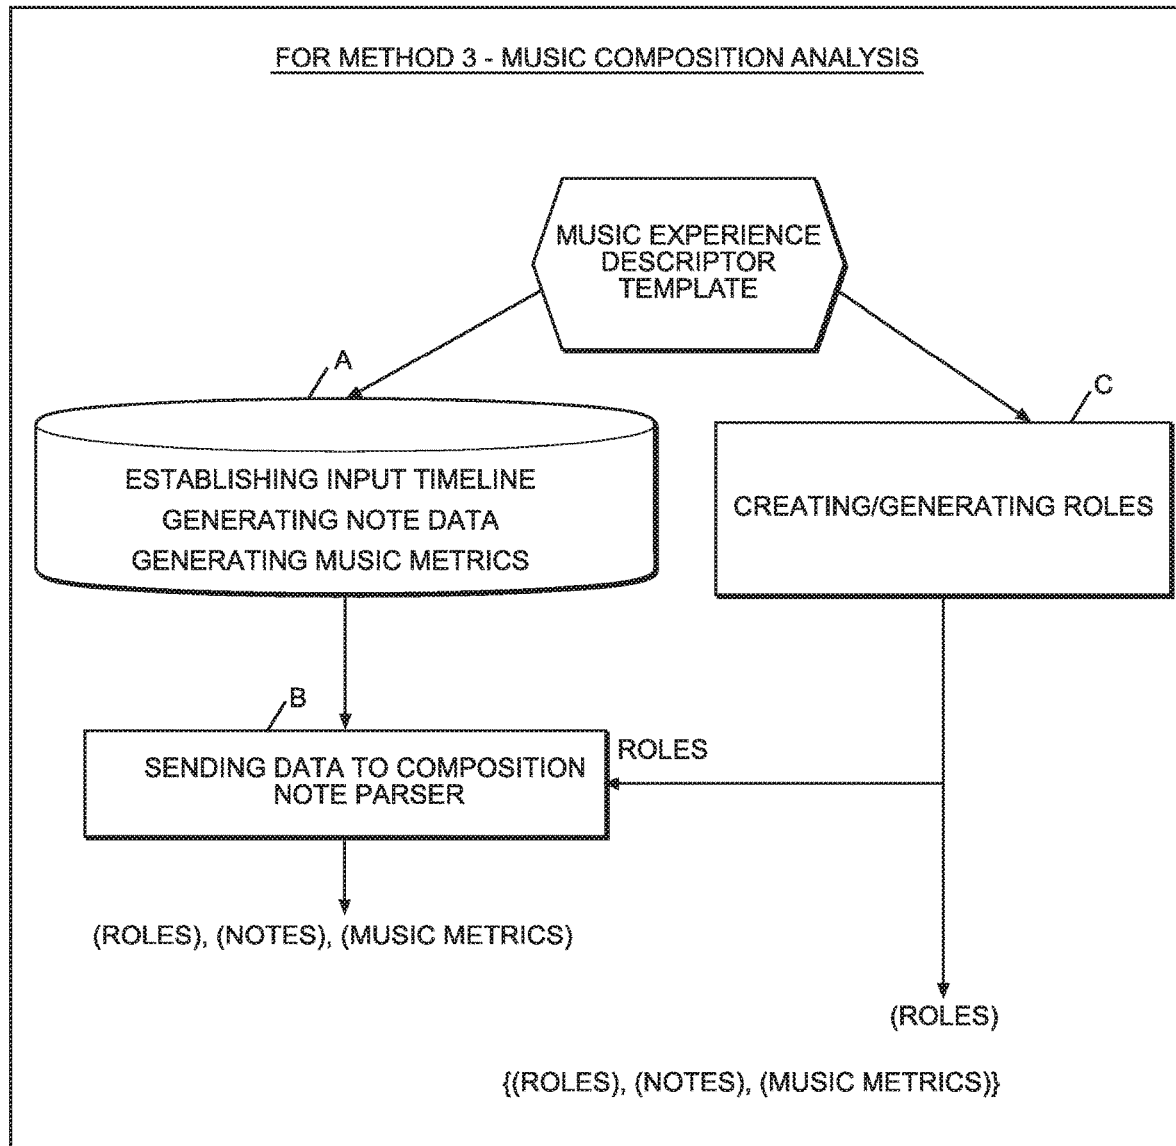 FOR METHOD 3 - MUSIC COMPOSITION ANALYSIS
MUSIC EXPERIENCE
DESCRIPTOR
TEMPLATE
A
C
ESTABLISHING INPUT TIMELINE
GENERATING NOTE DATA
GENERATING MUSIC METRICS
CREATING/GENERATING ROLES
B
ROLES
SENDING DATA TO COMPOSITION
NOTE PARSER
(ROLES), (NOTES), (MUSIC METRICS)
(ROLES)
{(ROLES), (NOTES), (MUSIC METRICS)}